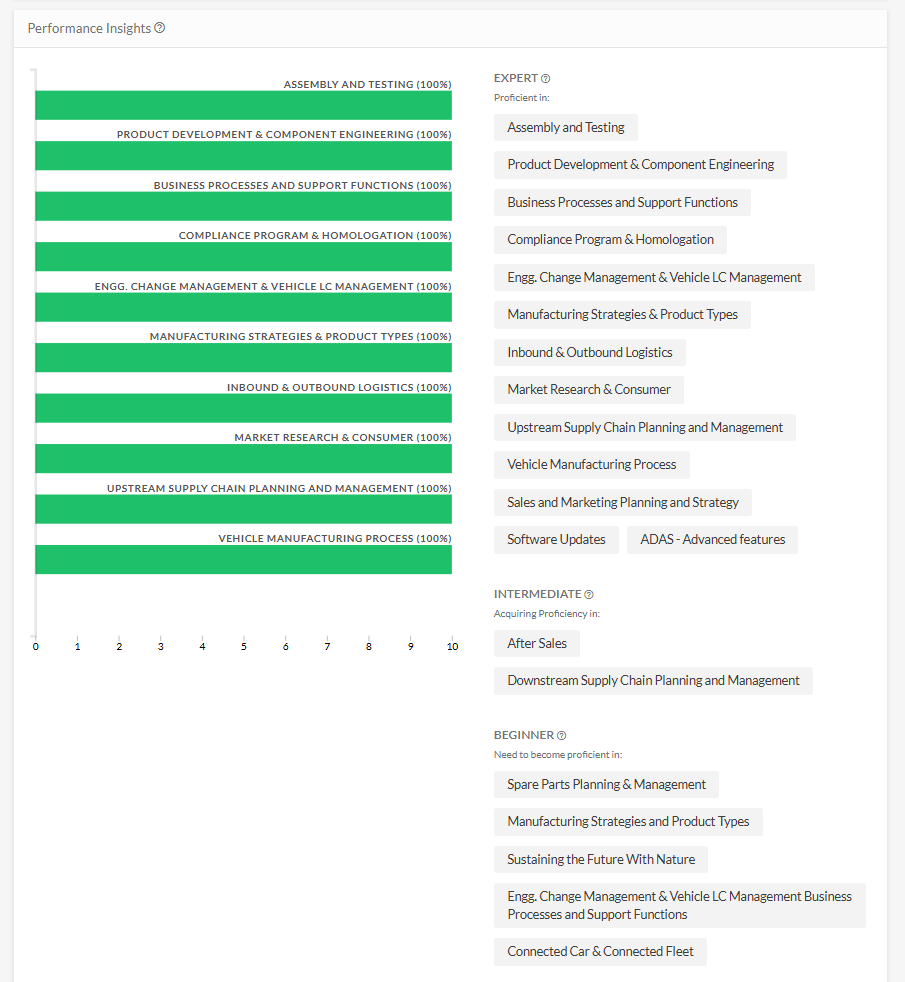 Performance Insights
ASSEMBLY AND TESTING (100%)
PRODUCT DEVELOPMENT & COMPONENT ENGINEERING (100%)
BUSINESS PROCESSES AND SUPPORT FUNCTIONS (100%)
COMPLIANCE PROGRAM & HOMOLOGATION (100%)
ENGG. CHANGE MANAGEMENT & VEHICLE LC MANAGEMENT (100%)
MANUFACTURING STRATEGIES & PRODUCT TYPES (100%)
INBOUND & OUTBOUND LOGISTICS (100%)
MARKET RESEARCH & CONSUMER (100%)
UPSTREAM SUPPLY CHAIN PLANNING AND MANAGEMENT (100%)
VEHICLE MANUFACTURING PROCESS (100%)
0 1 2 3 4 5 6 7 8 9 10
EXPERT
Proficient in:
Assembly and Testing
Product Development & Component Engineering
Business Processes and Support Functions
Compliance Program & Homologation
Engg. Change Management & Vehicle LC Management
Manufacturing Strategies & Product Types
Inbound & Outbound Logistics
Market Research & Consumer
Upstream Supply Chain Planning and Management
Vehicle Manufacturing Process
Sales and Marketing Planning and Strategy
Software Updates ADAS - Advanced features
INTERMEDIATE
Acquiring Proficiency in:
After Sales
Downstream Supply Chain Planning and Management
BEGINNER
Need to become proficient in:
Spare Parts Planning & Management
Manufacturing Strategies and Product Types
Sustaining the Future With Nature
Engg. Change Management & Vehicle LC Management Business
Processes and Support Functions
Connected Car & Connected Fleet